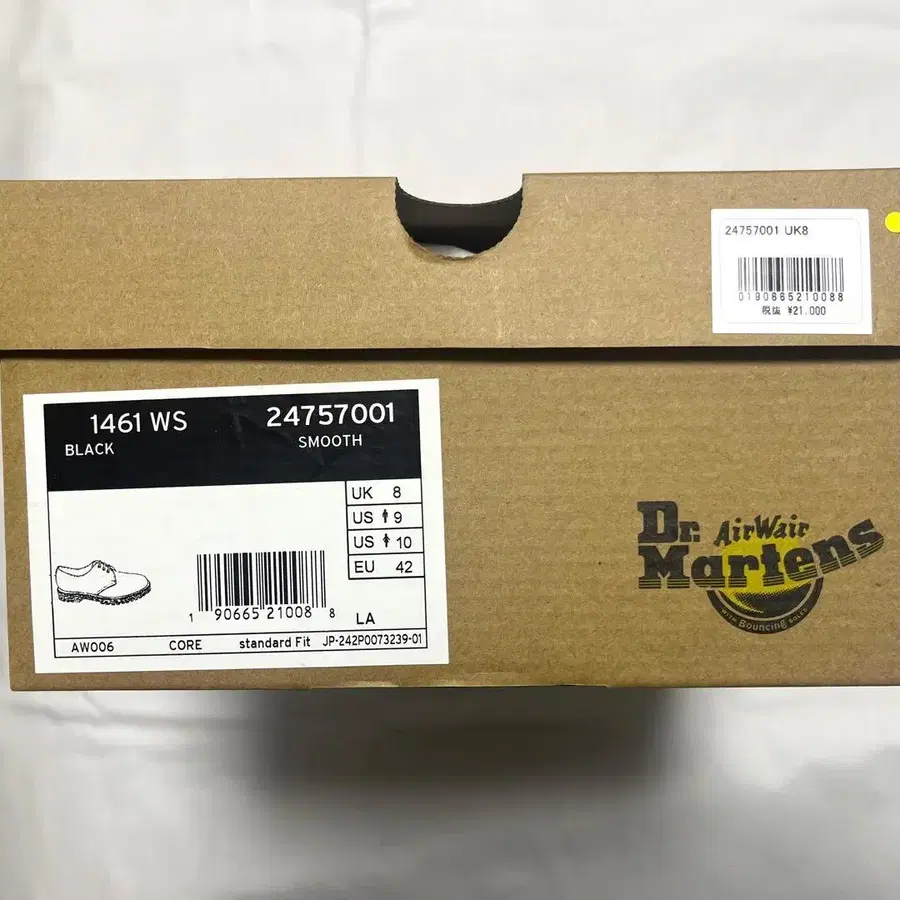 24757001 UK8
0190665210088
税抜 ¥21,000
1461 WS 24757001
BLACK SMOOTH
UK 8
US 9
US 10
EU 42
1 90665 21008 8
LA
AW006 CORE standard Fit JP-242P0073239-01
Dr. AirWair
Martens
WITH Bouncing SOLES